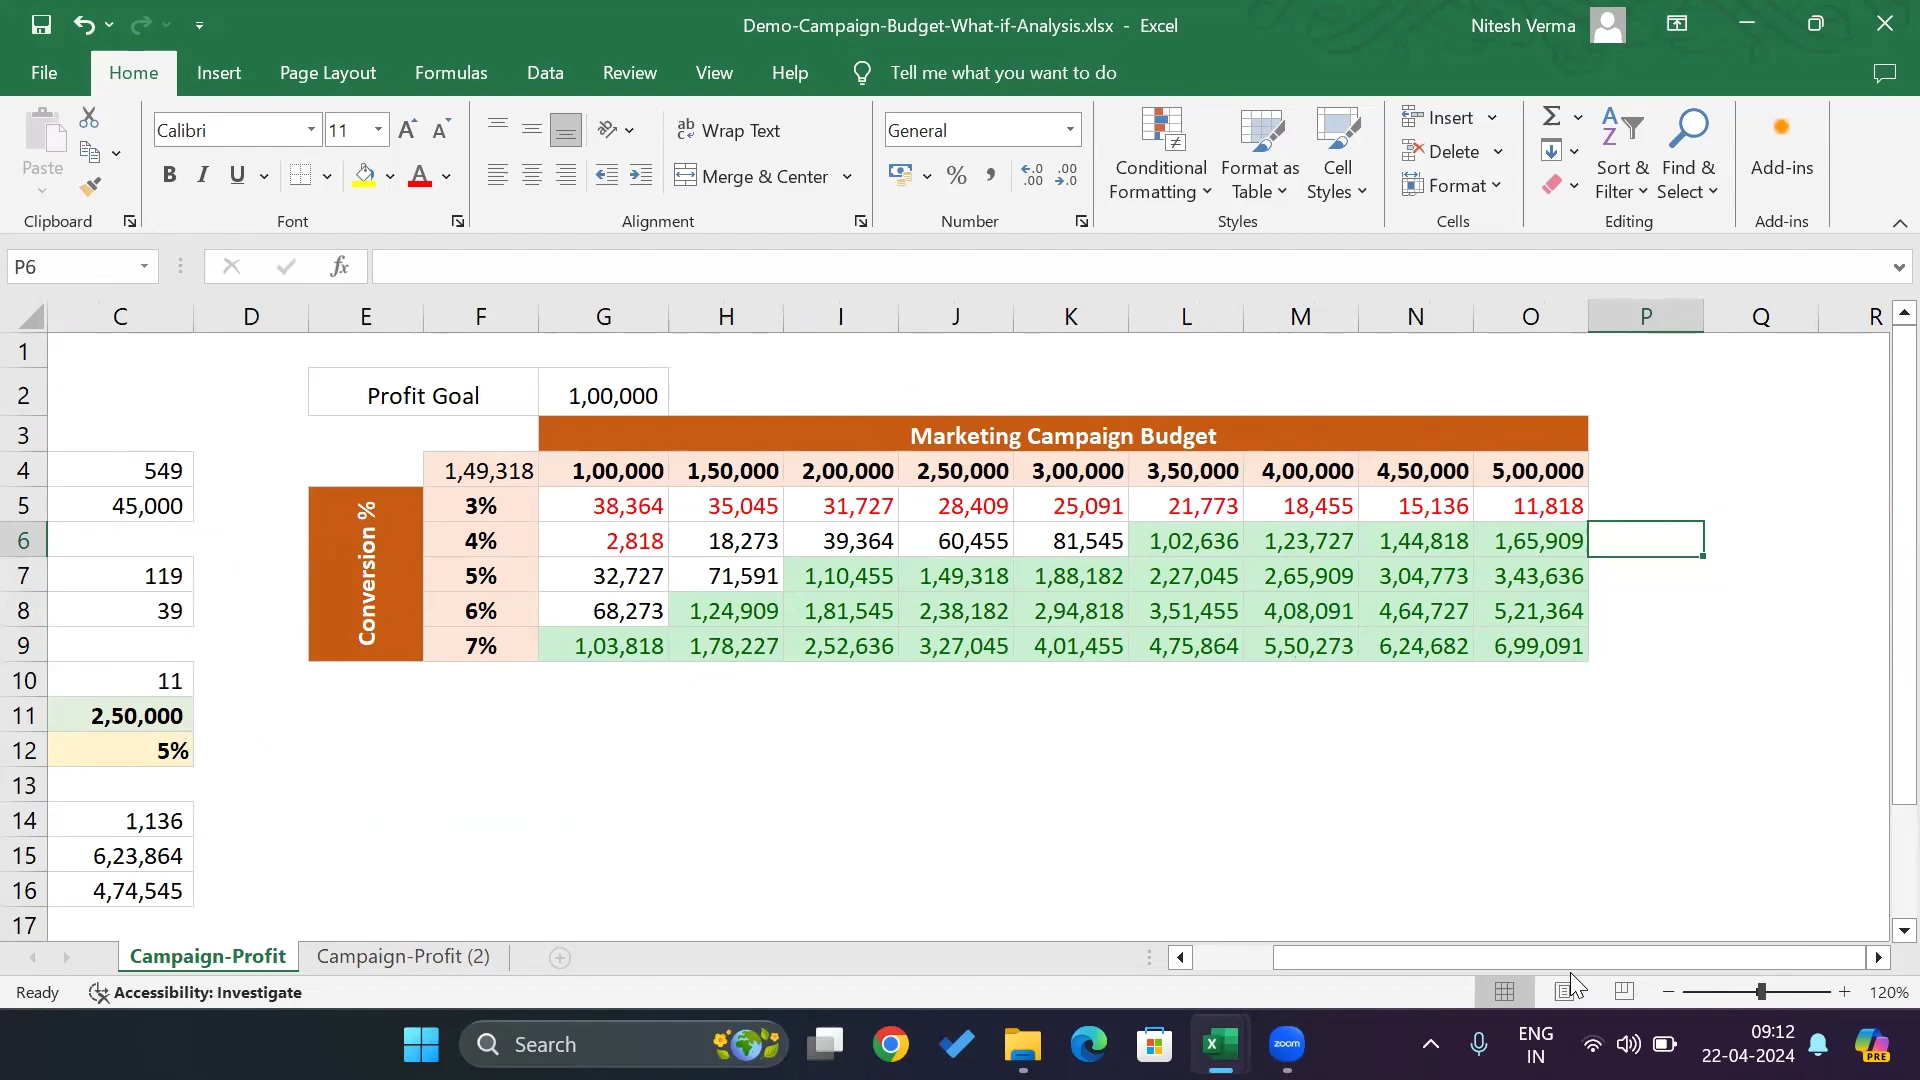 Demo-Campaign-Budget-What-if-Analysis.xlsx - Excel
Nitesh Verma
File Home Insert Page Layout Formulas Data Review View Help Tell me what you want to do
Paste
Clipboard
Calibri 11
B I U
Font
Wrap Text
Merge & Center
Alignment
General
% ,
Number
Conditional Formatting
Format as Table
Cell Styles
Styles
Insert
Delete
Format
Cells
Sort & Filter
Find & Select
Editing
Add-ins
Add-ins
P6 fx
C D E F G H I J K L M N O P Q R
1
2 Profit Goal 1,00,000
3 Marketing Campaign Budget
4 549 1,49,318 1,00,000 1,50,000 2,00,000 2,50,000 3,00,000 3,50,000 4,00,000 4,50,000 5,00,000
Conversion %
5 45,000 3% 38,364 35,045 31,727 28,409 25,091 21,773 18,455 15,136 11,818
6 4% 2,818 18,273 39,364 60,455 81,545 1,02,636 1,23,727 1,44,818 1,65,909
7 119 5% 32,727 71,591 1,10,455 1,49,318 1,88,182 2,27,045 2,65,909 3,04,773 3,43,636
8 39 6% 68,273 1,24,909 1,81,545 2,38,182 2,94,818 3,51,455 4,08,091 4,64,727 5,21,364
9 7% 1,03,818 1,78,227 2,52,636 3,27,045 4,01,455 4,75,864 5,50,273 6,24,682 6,99,091
10 11
11 2,50,000
12 5%
13
14 1,136
15 6,23,864
16 4,74,545
17
Campaign-Profit Campaign-Profit (2)
Ready Accessibility: Investigate 120%
Search
zoom
ENG
IN
09:12
22-04-2024
PRE